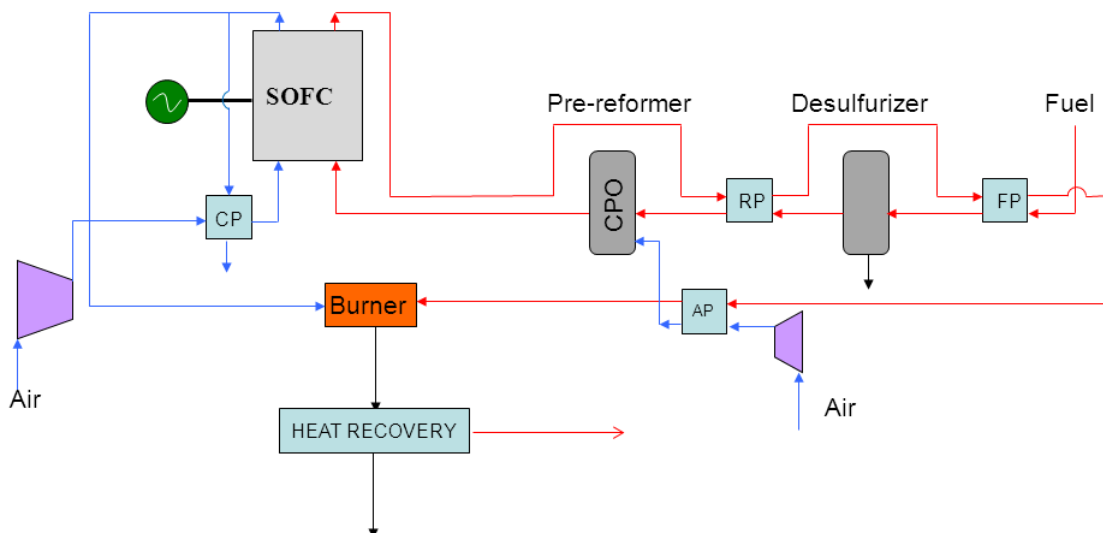 SOFC
Pre-reformer
Desulfurizer
Fuel
CPO
RP
FP
CP
Burner
AP
Air
Air
HEAT RECOVERY